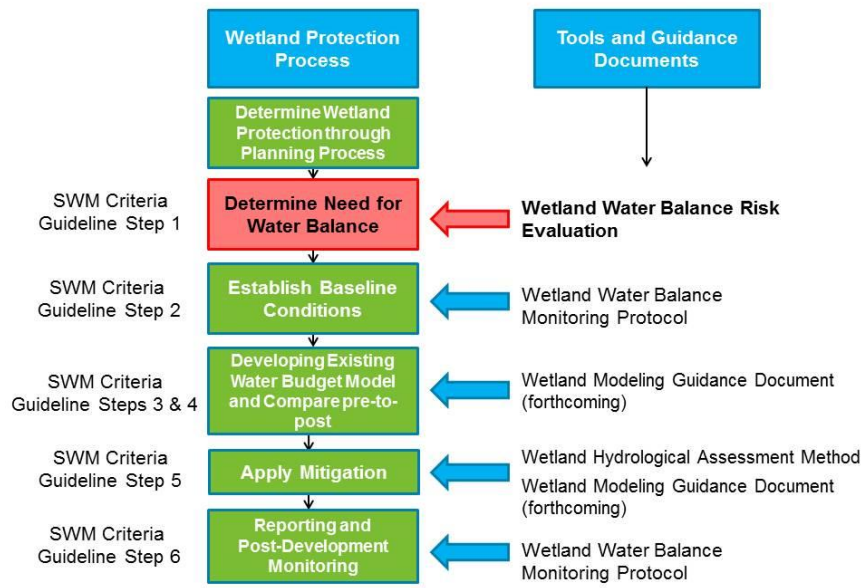 Wetland Protection
Process
Tools and Guidance
Documents
Determine Wetland
Protection through
Planning Process
SWM Criteria
Guideline Step 1
Determine Need for
Water Balance
Wetland Water Balance Risk
Evaluation
SWM Criteria
Guideline Step 2
Establish Baseline
Conditions
Wetland Water Balance
Monitoring Protocol
SWM Criteria
Guideline Steps 3 & 4
Developing Existing
Water Budget Model
and Compare pre-to-
post
Wetland Modeling Guidance Document
(forthcoming)
SWM Criteria
Guideline Step 5
Apply Mitigation
Wetland Hydrological Assessment Method
Wetland Modeling Guidance Document
(forthcoming)
SWM Criteria
Guideline Step 6
Reporting and
Post-Development
Monitoring
Wetland Water Balance
Monitoring Protocol